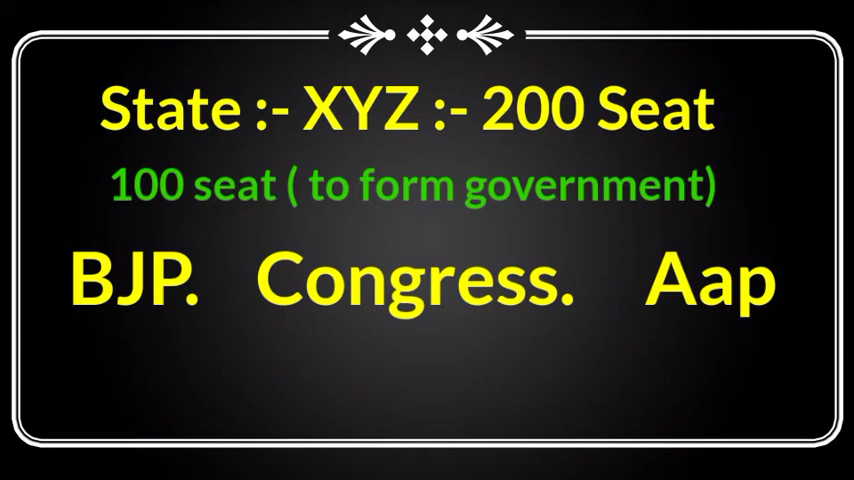 State :- XYZ :- 200 Seat
100 seat ( to form government)
BJP. Congress. Aap